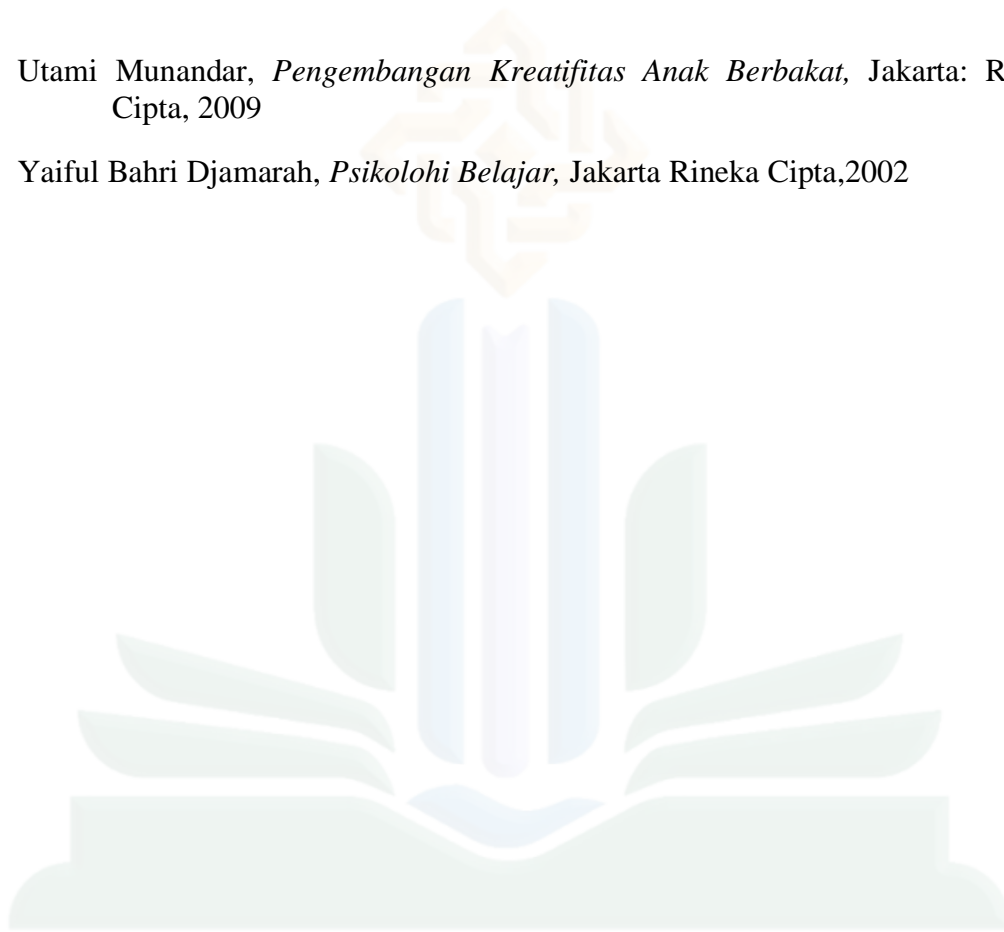 Utami Munandar, Pengembangan Kreatifitas Anak Berbakat, Jakarta: R
Cipta, 2009
Yaiful Bahri Djamarah, Psikolohi Belajar, Jakarta Rineka Cipta,2002